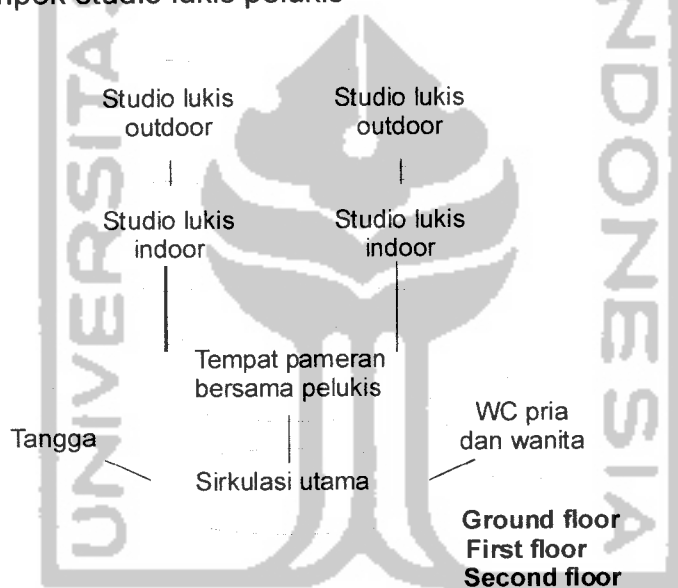 studio lukis pelukis
Studio lukis
outdoor
Studio lukis
outdoor
Studio lukis
indoor
Studio lukis
indoor
Tempat pameran
bersama pelukis
Tangga
WC pria
dan wanita
Sirkulasi utama
Ground floor
First floor
Second floor